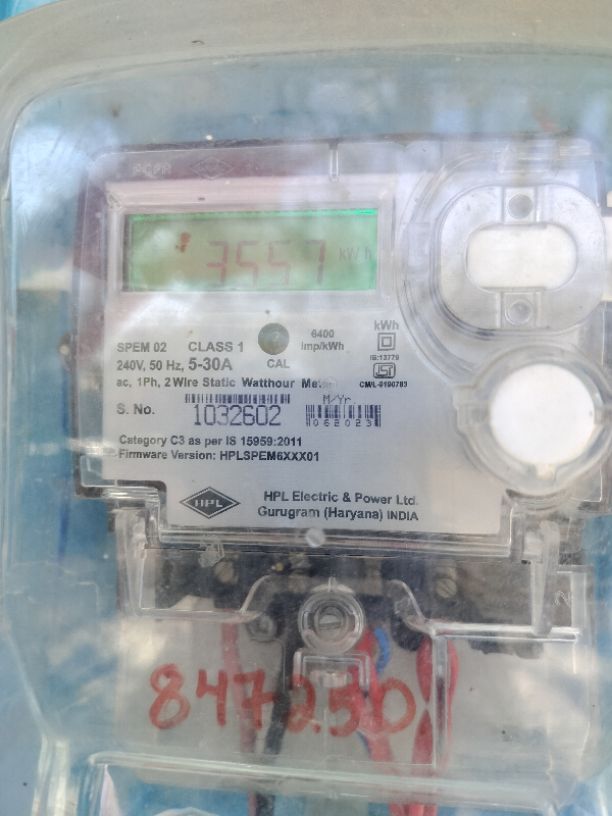 7557 kWh
SPEM 02 CLASS 1
240V, 50 Hz, 5-30A
CAL
6400
imp/kWh
kWh
IS:13779
CM/L-0190783
ac, 1Ph, 2 Wire Static Watthour
M/Yr.
S. No. 1032602
062023
Category C3 as per IS 15959:2011
Firmware Version: HPLSPEM6XXX01
HPL
HPL Electric & Power Ltd.
Gurugram (Haryana) INDIA
847250